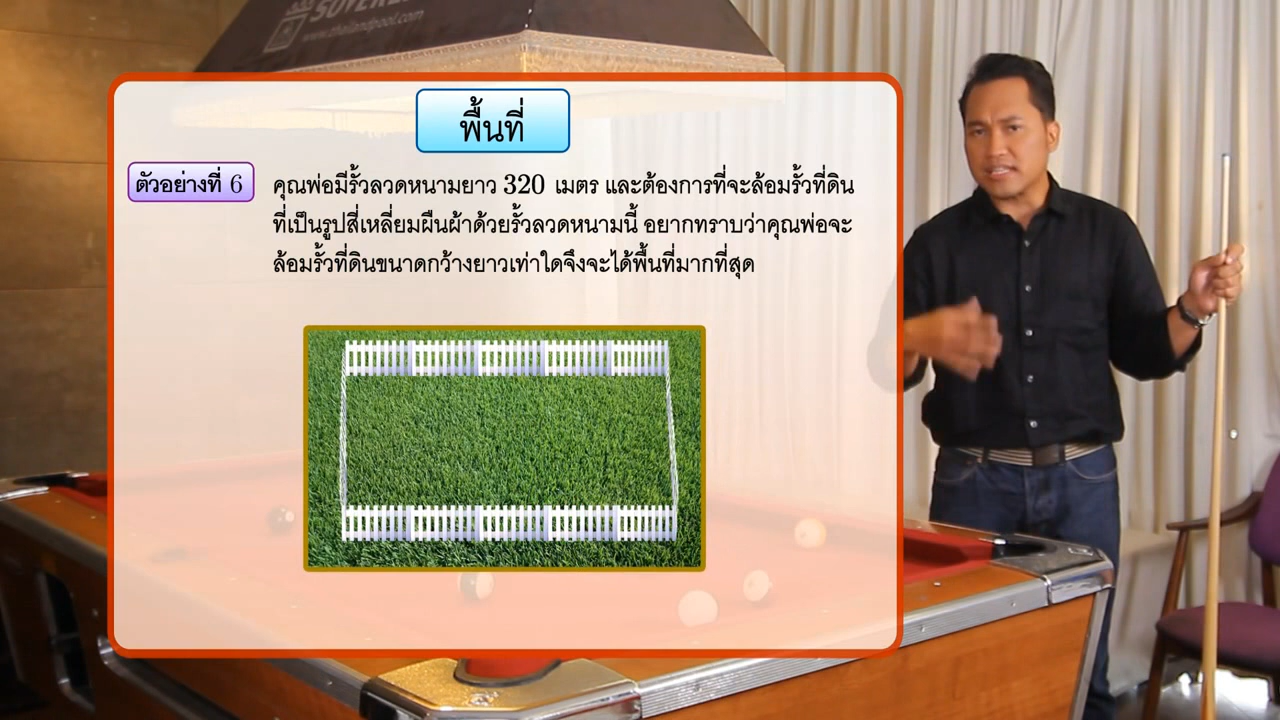 www.thailandpool.com
พื้นที่
ตัวอย่างที่ 6
คุณพ่อมีรั้วลวดหนามยาว 320 เมตร และต้องการที่จะล้อมรั้วที่ดิน
ที่เป็นรูปสี่เหลี่ยมผืนผ้าด้วยรั้วลวดหนามนี้ อยากทราบว่าคุณพ่อจะ
ล้อมรั้วที่ดินขนาดกว้างยาวเท่าใดจึงจะได้พื้นที่มากที่สุด